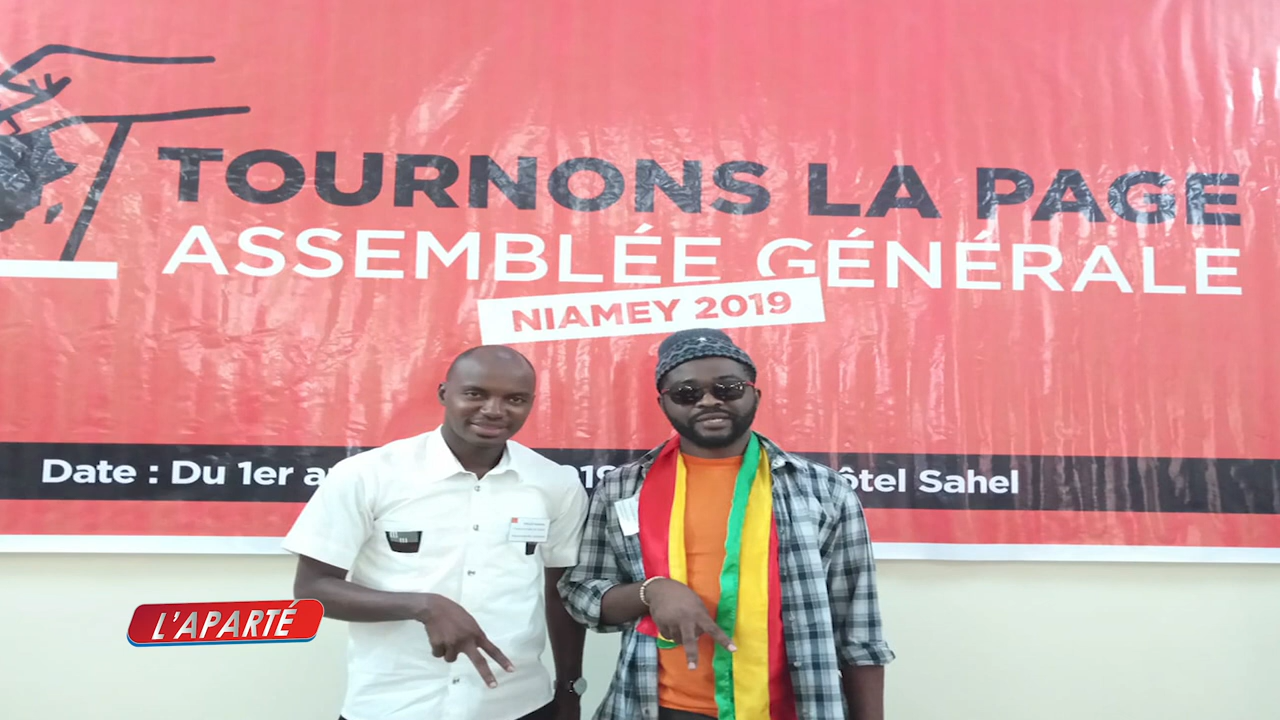 TOURNONS LA PAGE
ASSEMBLÉE GÉNÉRALE
NIAMEY 2019
Date : Du 1er Hôtel Sahel
L'APARTÉ